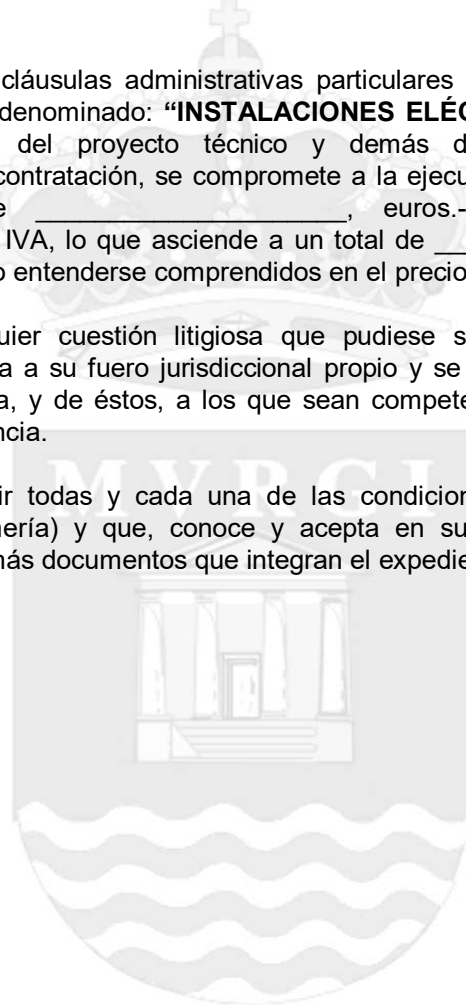 cláusulas administrativas particulares
denominado: “INSTALACIONES ELÉC
del proyecto técnico y demás d
contratación, se compromete a la ejecu
e _____________________, euros.-
IVA, lo que asciende a un total de ___
o entenderse comprendidos en el precio
uier cuestión litigiosa que pudiese s
a a su fuero jurisdiccional propio y se
a, y de éstos, a los que sean compete
ncia.
MVRGI
ir todas y cada una de las condicion
nería) y que, conoce y acepta en su
más documentos que integran el expedie